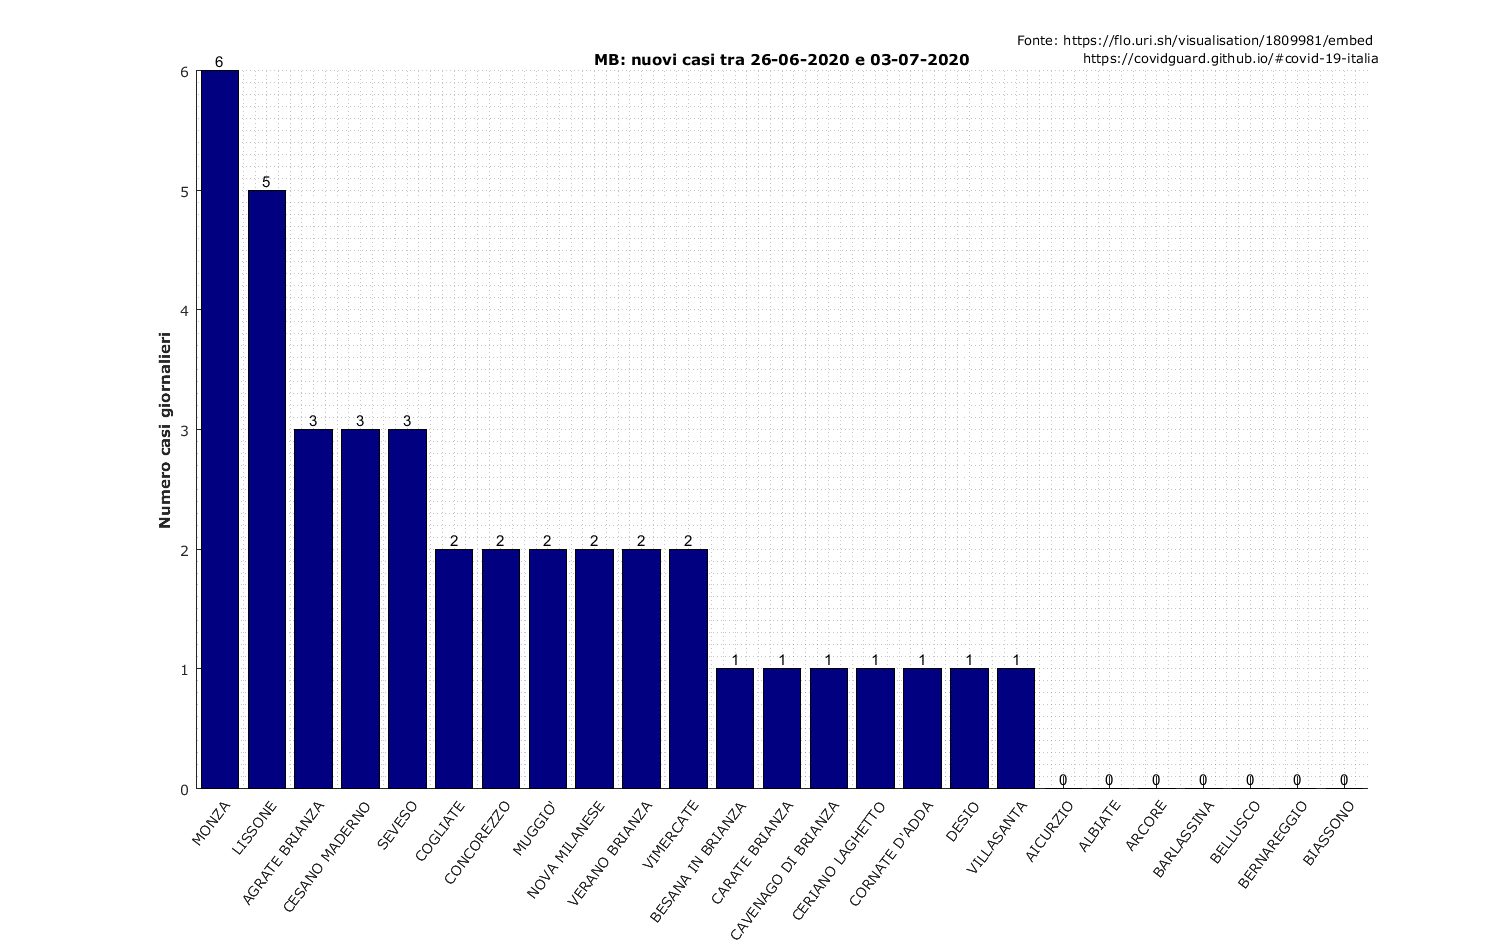 Fonte: https://flo.uri.sh/visualisation/1809981/embed
https://covidguard.github.io/#covid-19-italia
MB: nuovi casi tra 26-06-2020 e 03-07-2020
Numero casi giornalieri
6
5
4
3
2
1
0
6
5
3
3
3
2
2
2
2
2
2
1
1
1
1
1
1
1
0
0
0
0
0
0
0
MONZA
LISSONE
AGRATE BRIANZA
CESANO MADERNO
SEVESO
COGLIATE
CONCOREZZO
MUGGIO'
NOVA MILANESE
VERANO BRIANZA
VIMERCATE
BESANA IN BRIANZA
CARATE BRIANZA
CAVENAGO DI BRIANZA
CERIANO LAGHETTO
CORNATE D'ADDA
DESIO
VILLASANTA
AICURZIO
ALBIATE
ARCORE
BARLASSINA
BELLUSCO
BERNAREGGIO
BIASSONO